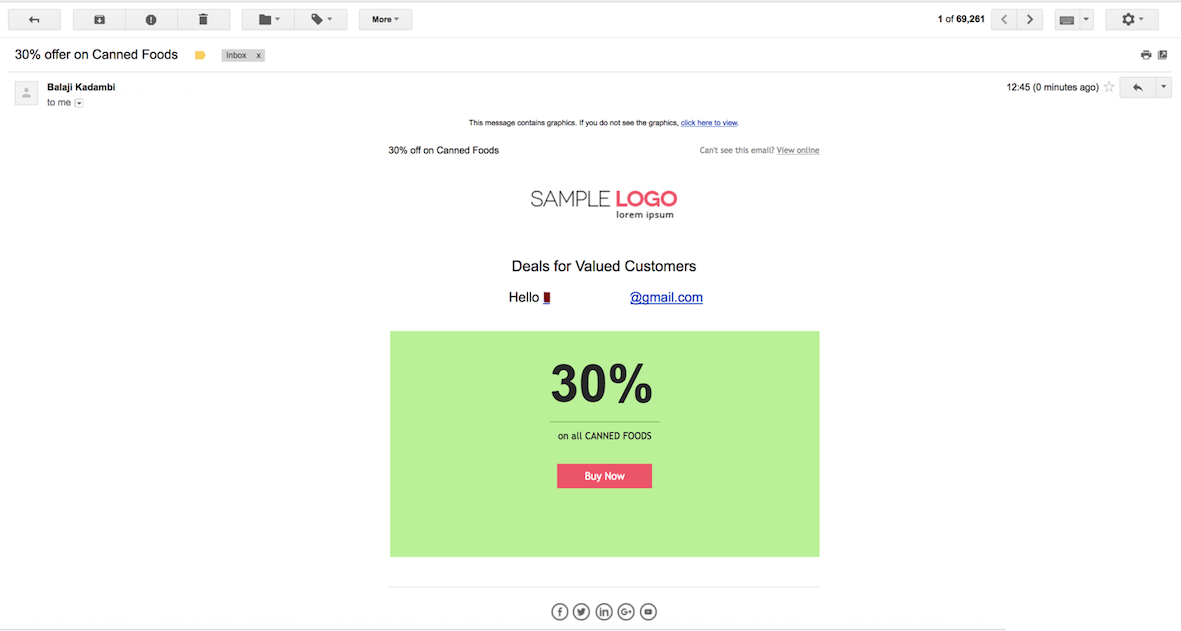 More
1 of 69,261
30% offer on Canned Foods
Inbox x
Balaji Kadambi
12:45 (0 minutes ago)
to me
This message contains graphics. If you do not see the graphics, click here to view.
30% off on Canned Foods
Can't see this email? View online
SAMPLE LOGO
lorem ipsum
Deals for Valued Customers
Hello @gmail.com
30%
on all CANNED FOODS
Buy Now
f in G+